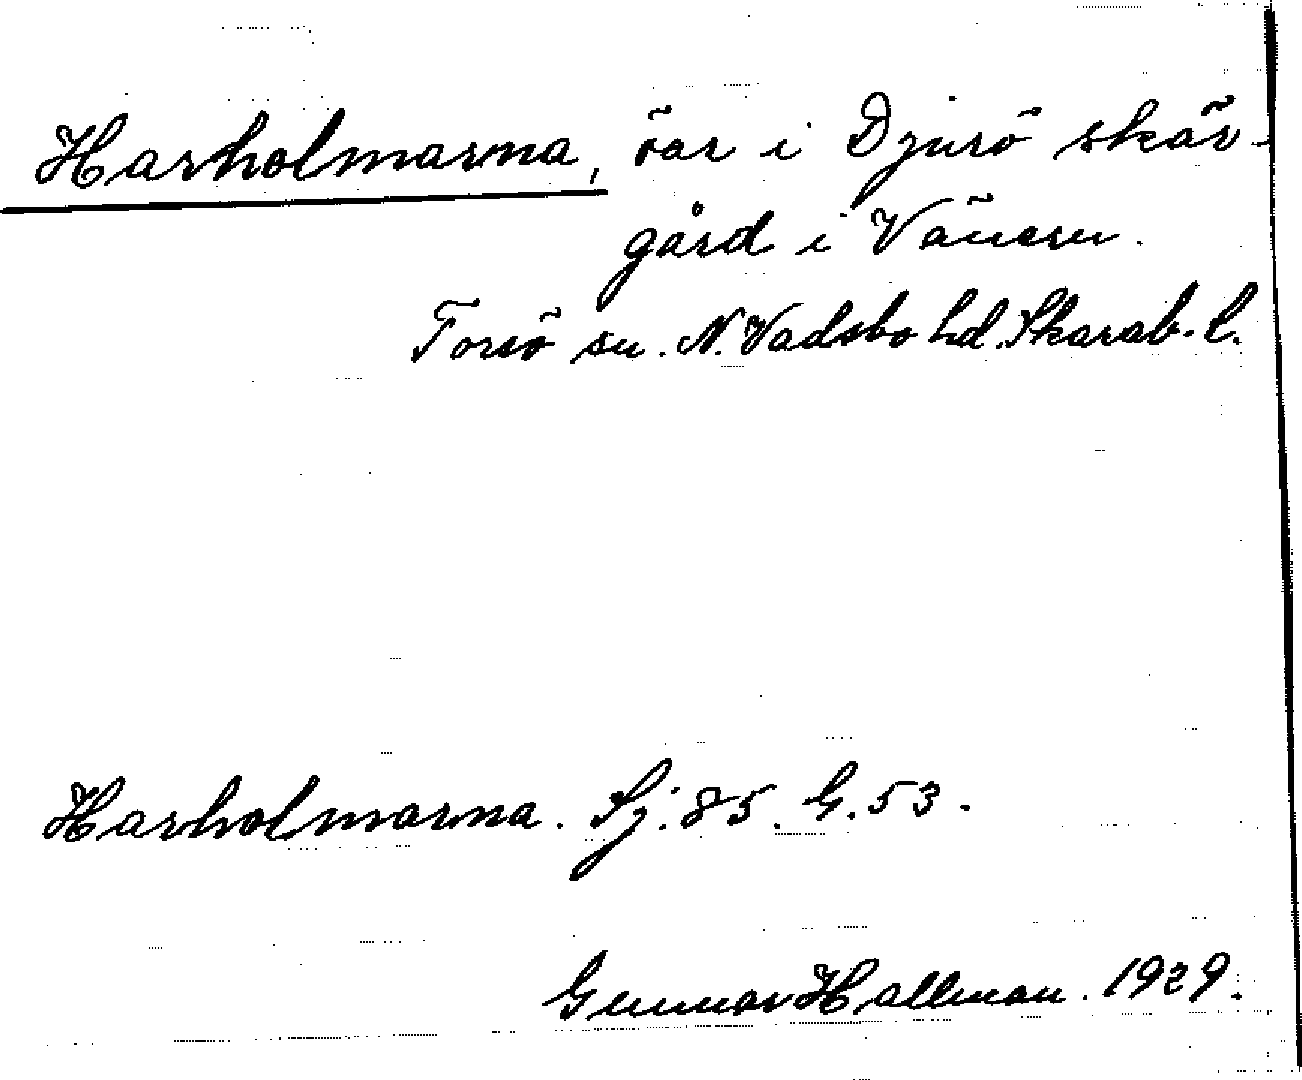 Harholmarna, öar i Djurö skär-
gård i Vänern.
Torsö sn. N. Vadsbo hd. Skarab. l.
Harholmarna. Sj. 85. G. 53.
Gunnar Hallman. 1929.